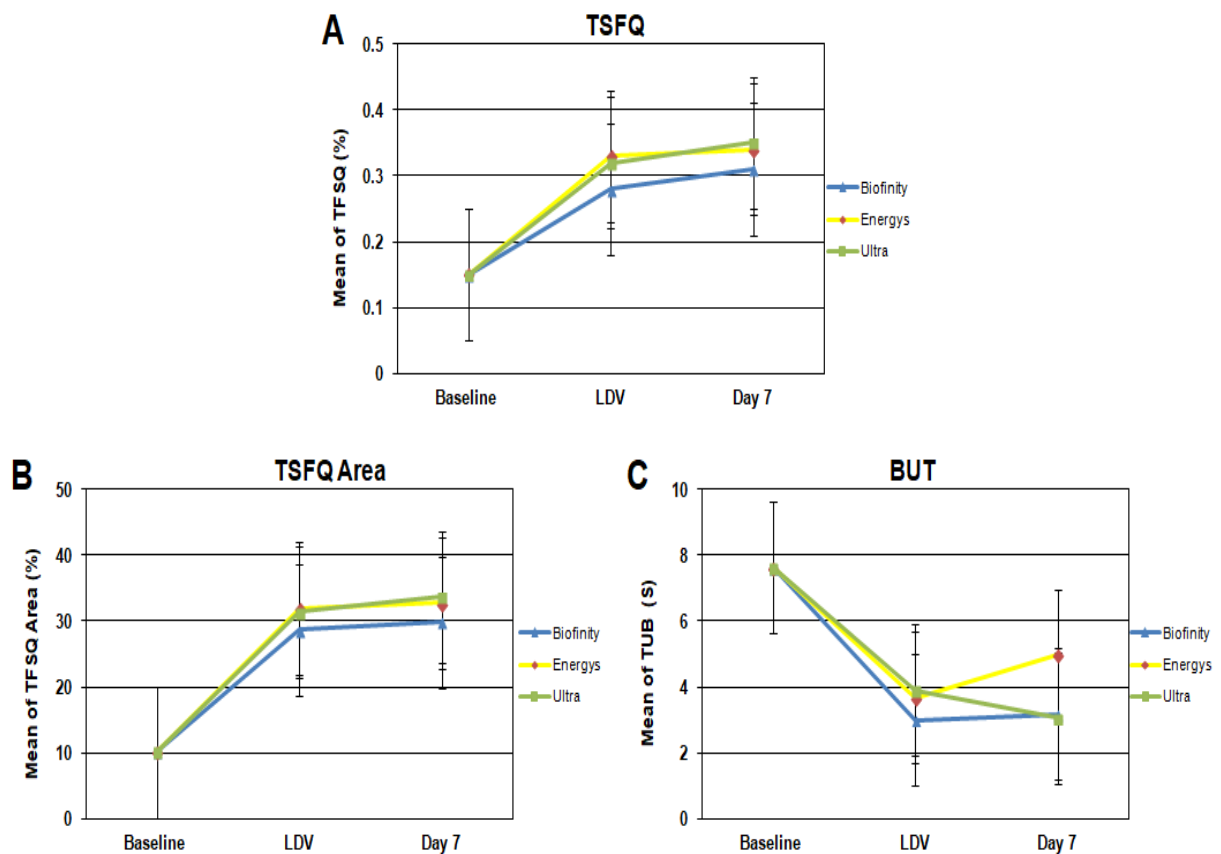 A
TSFQ
Mean of TFSQ (%)
0.5
0.4
0.3
0.2
0.1
0
Baseline
LDV
Day 7
Biofinity
Energys
Ultra
B
TSFQ Area
Mean of TFSQ Area (%)
50
40
30
20
10
0
Baseline
LDV
Day 7
Biofinity
Energys
Ultra
C
BUT
Mean of TUB (S)
10
8
6
4
2
0
Baseline
LDV
Day 7
Biofinity
Energys
Ultra